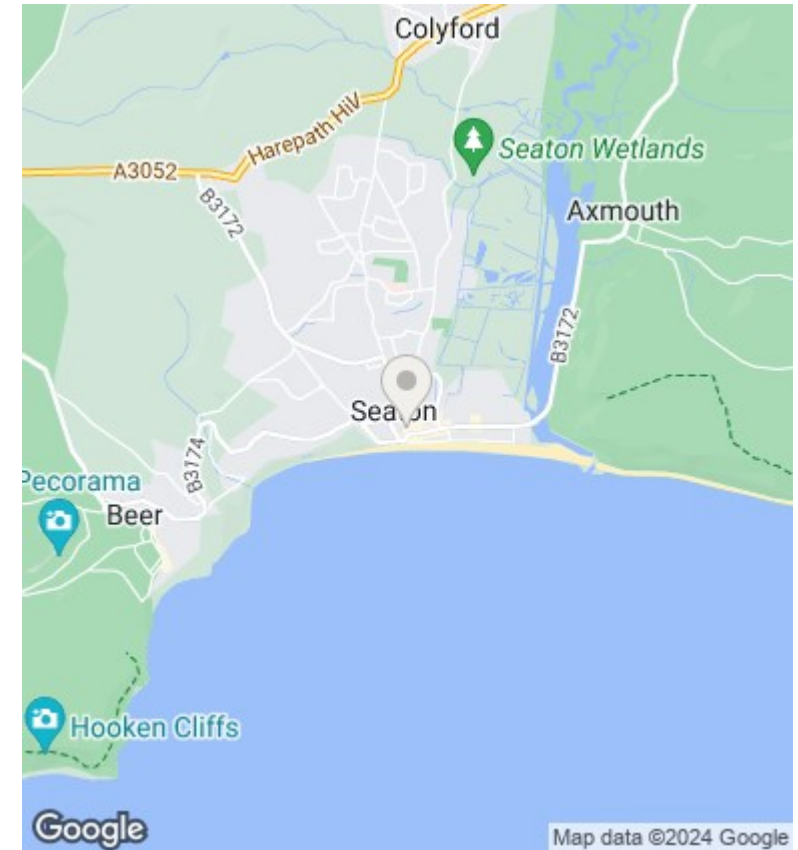 Colyford
Harepath Hil
A3052
Seaton Wetlands
B3172
Axmouth
B3172
Seaton
B3174
Pecorama
Beer
Hooken Cliffs
Google
Map data ©2024 Google